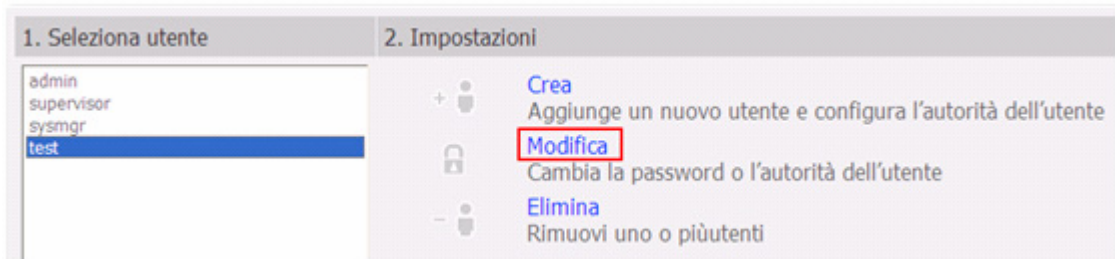 1. Seleziona utente
2. Impostazioni
admin
supervisor
sysmgr
test
Crea
Aggiunge un nuovo utente e configura l'autorità dell'utente
Modifica
Cambia la password o l'autorità dell'utente
Elimina
Rimuovi uno o piùutenti